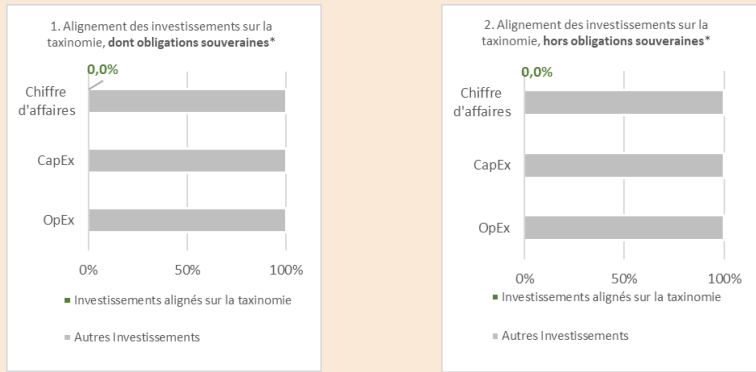 1. Alignement des investissements sur la
taxinomie, dont obligations souveraines*
0,0%
Chiffre
d'affaires
CapEx
OpEx
0%
50%
100%
Investissements alignés sur la taxinomie
Autres Investissements
2. Alignement des investissements sur la
taxinomie, hors obligations souveraines*
0,0%
Chiffre
d'affaires
CapEx
OpEx
0%
50%
100%
Investissements alignés sur la taxinomie
Autres Investissements